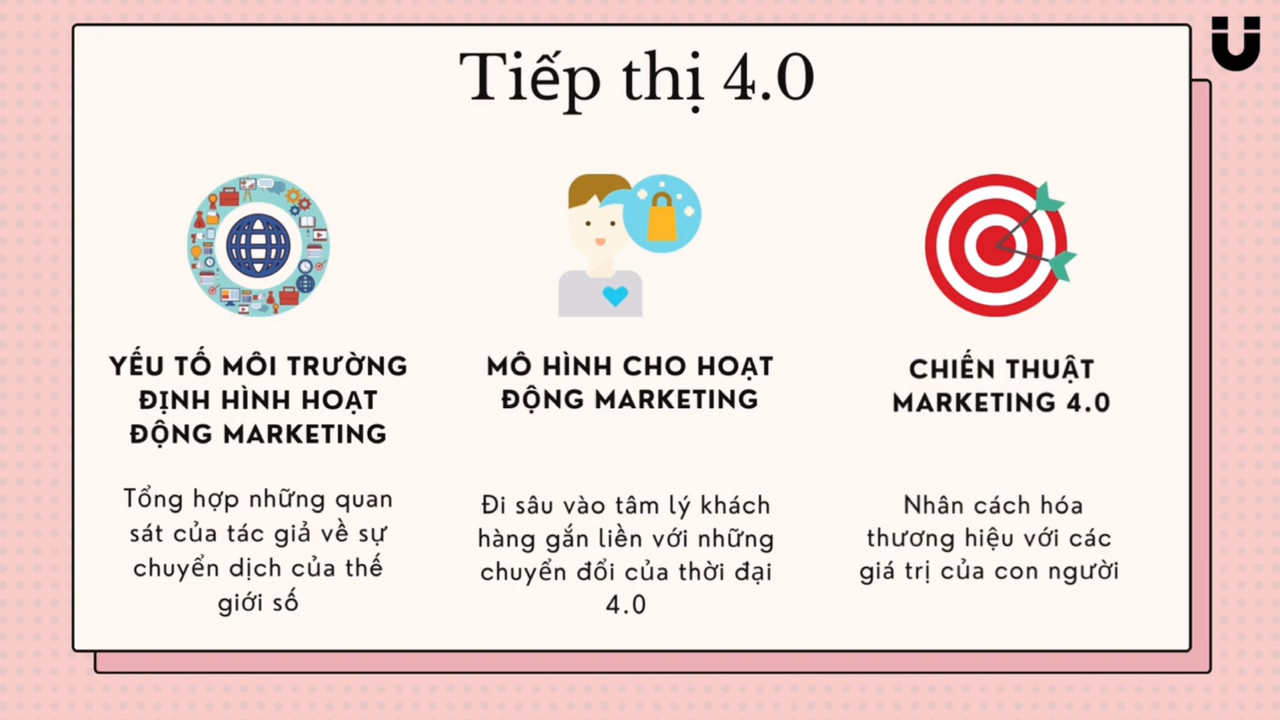 Tiếp thị 4.0
YẾU TỐ MÔI TRƯỜNG
ĐỊNH HÌNH HOẠT
ĐỘNG MARKETING
Tổng hợp những quan
sát của tác giả về sự
chuyển dịch của thế
giới số
MÔ HÌNH CHO HOẠT
ĐỘNG MARKETING
Đi sâu vào tâm lý khách
hàng gắn liền với những
chuyển đổi của thời đại
4.0
CHIẾN THUẬT
MARKETING 4.0
Nhân cách hóa
thương hiệu với các
giá trị của con người